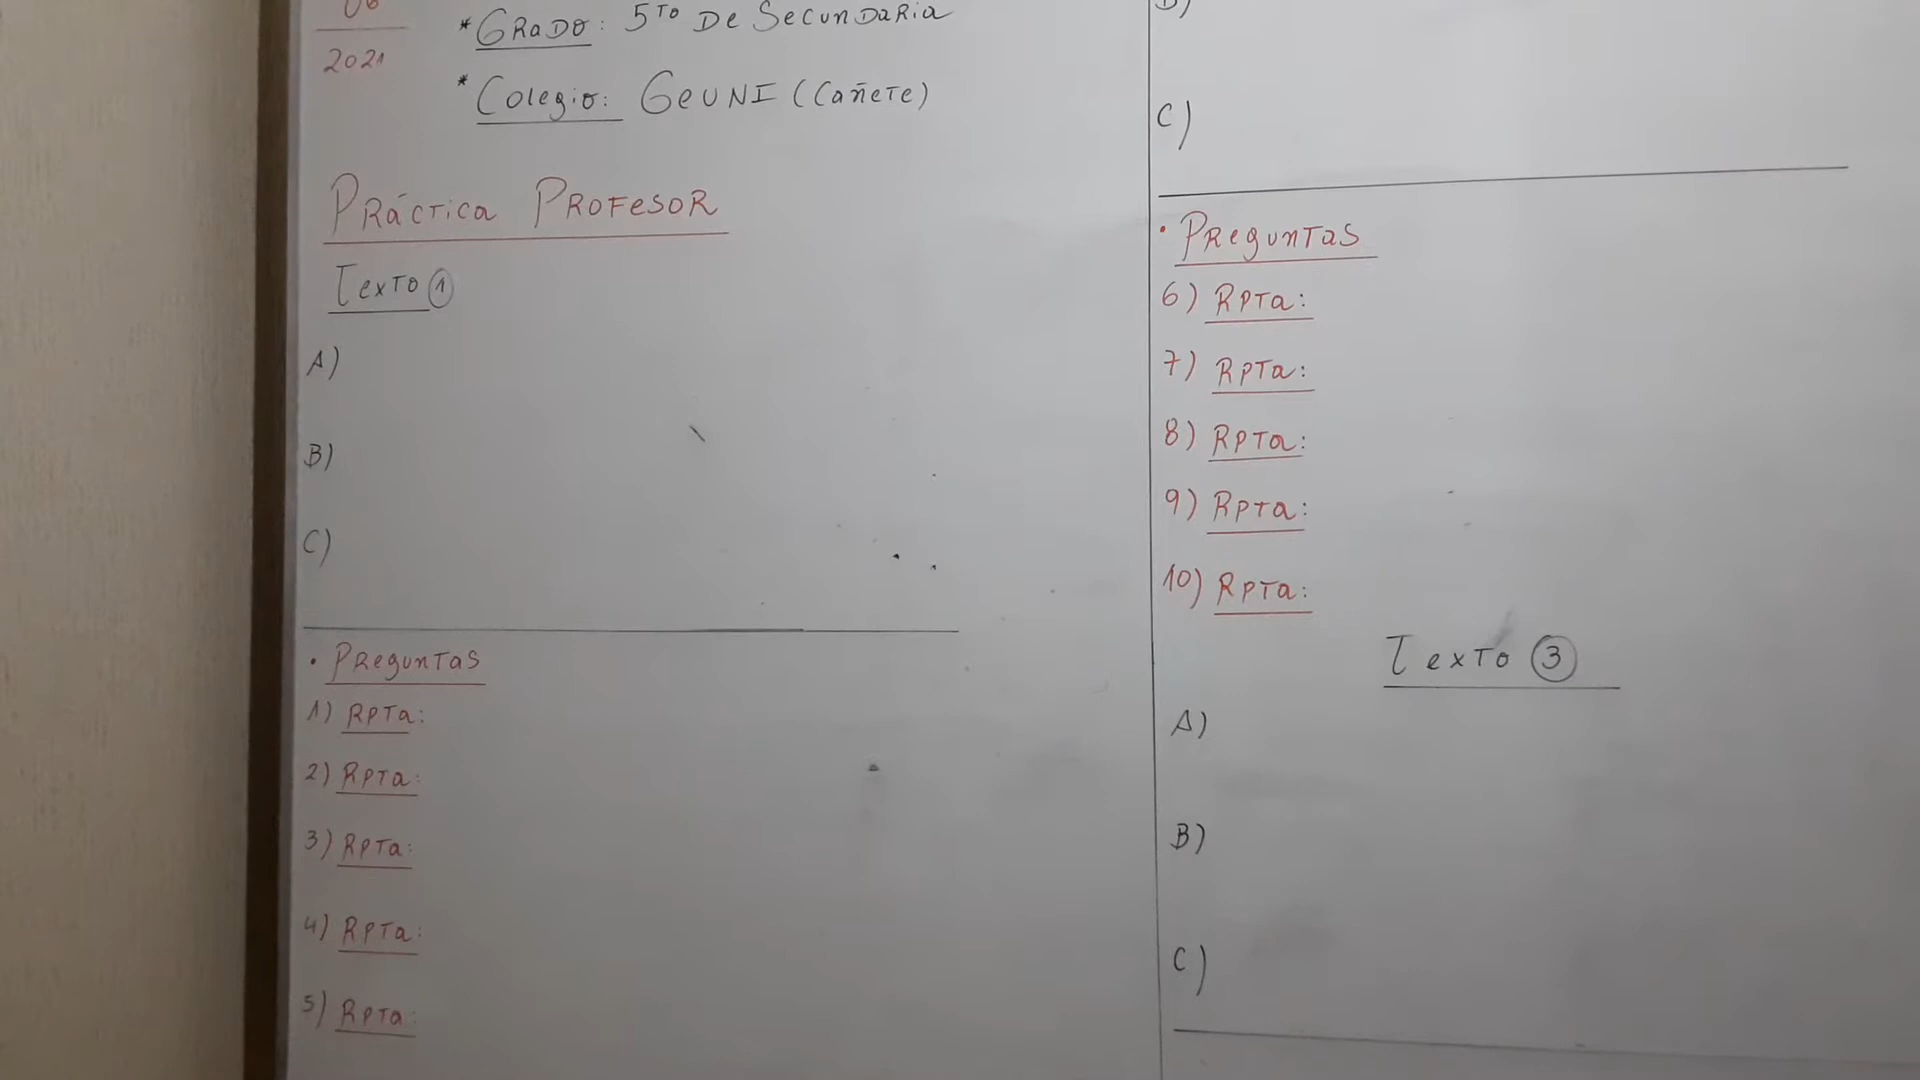 06
2021
* GRaDO: 5TO De SecunDaRia
* Colegio: GeUNI (Cañete)
PRáctica PROFesoR
Texto 1
A)
B)
C)
• PReguntas
1) RPTa:
2) RPTa:
3) RPTa:
4) RPTa:
5) RPTa:
B)
C)
• PReguntas
6) RPTa:
7) RPTa:
8) RPTa:
9) RPTa:
10) RPTa:
Texto 3
A)
B)
C)